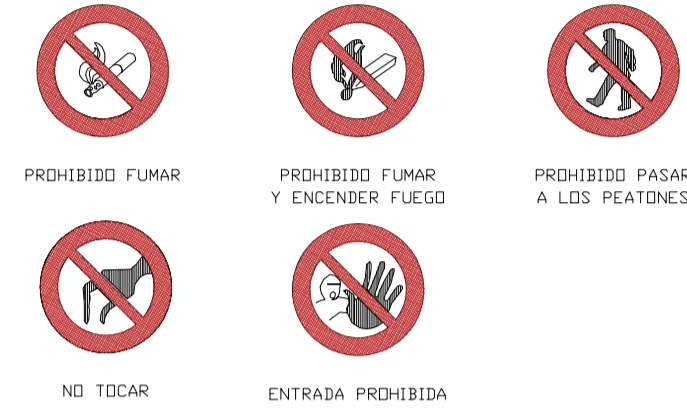 PROHIBIDO FUMAR
PROHIBIDO FUMAR
Y ENCENDER FUEGO
PROHIBIDO PASAR
A LOS PEATONES
NO TOCAR
ENTRADA PROHIBIDA